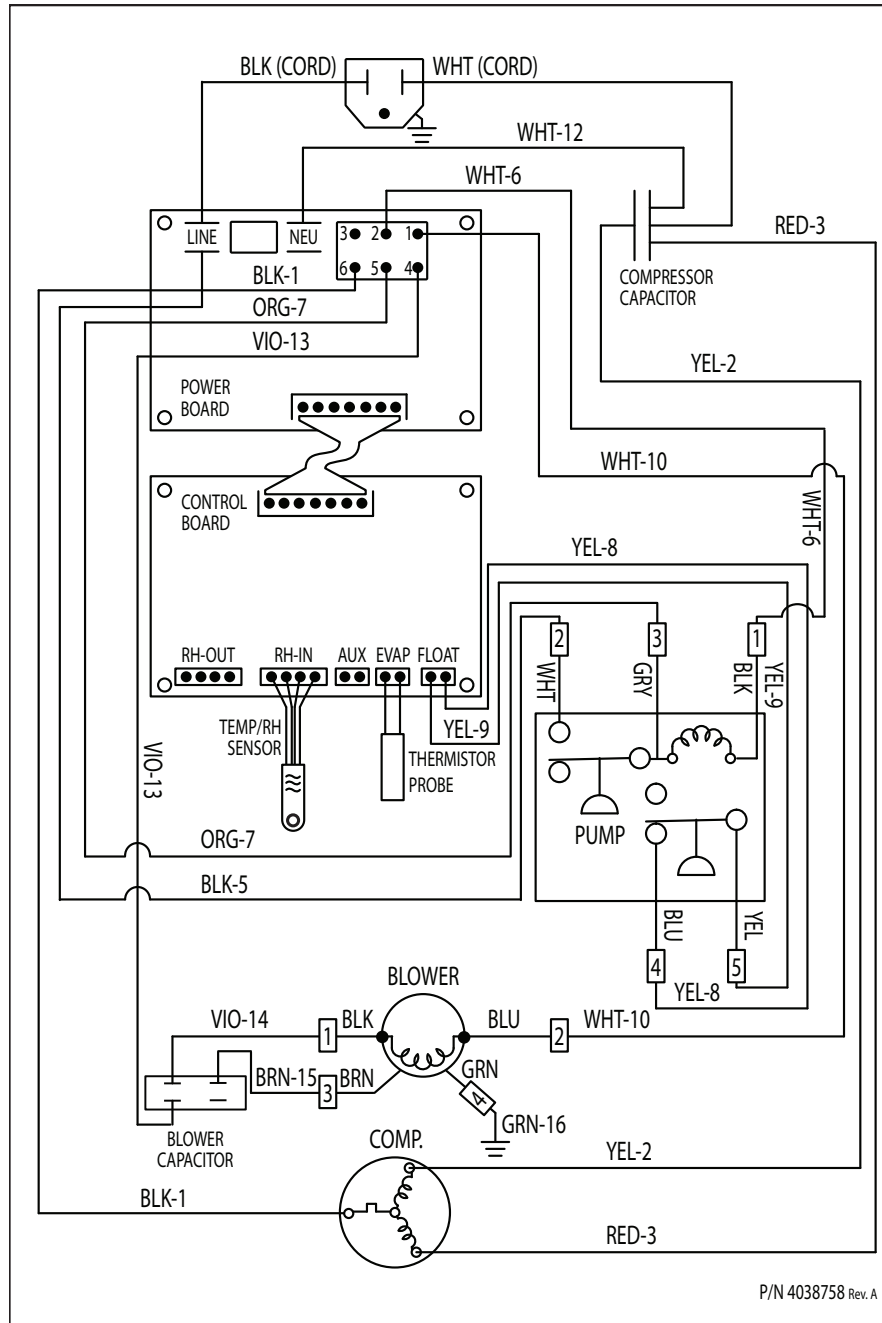 BLK (CORD)
WHT (CORD)
WHT-12
WHT-6
RED-3
LINE
NEU
3
2
1
6
5
4
COMPRESSOR
CAPACITOR
BLK-1
ORG-7
VIO-13
YEL-2
POWER
BOARD
WHT-10
CONTROL
BOARD
WHT-6
YEL-8
RH-OUT
RH-IN
AUX
EVAP
FLOAT
2
3
1
WHT
GRY
BLK
YEL-9
YEL-9
TEMP/RH
SENSOR
THERMISTOR
PROBE
VIO-13
PUMP
ORG-7
BLK-5
BLU
YEL
4
5
YEL-8
BLOWER
VIO-14
1
BLK
BLU
2
WHT-10
BRN-15
3
BRN
GRN
4
GRN-16
BLOWER
CAPACITOR
COMP.
YEL-2
BLK-1
RED-3
P/N 4038758 Rev. A